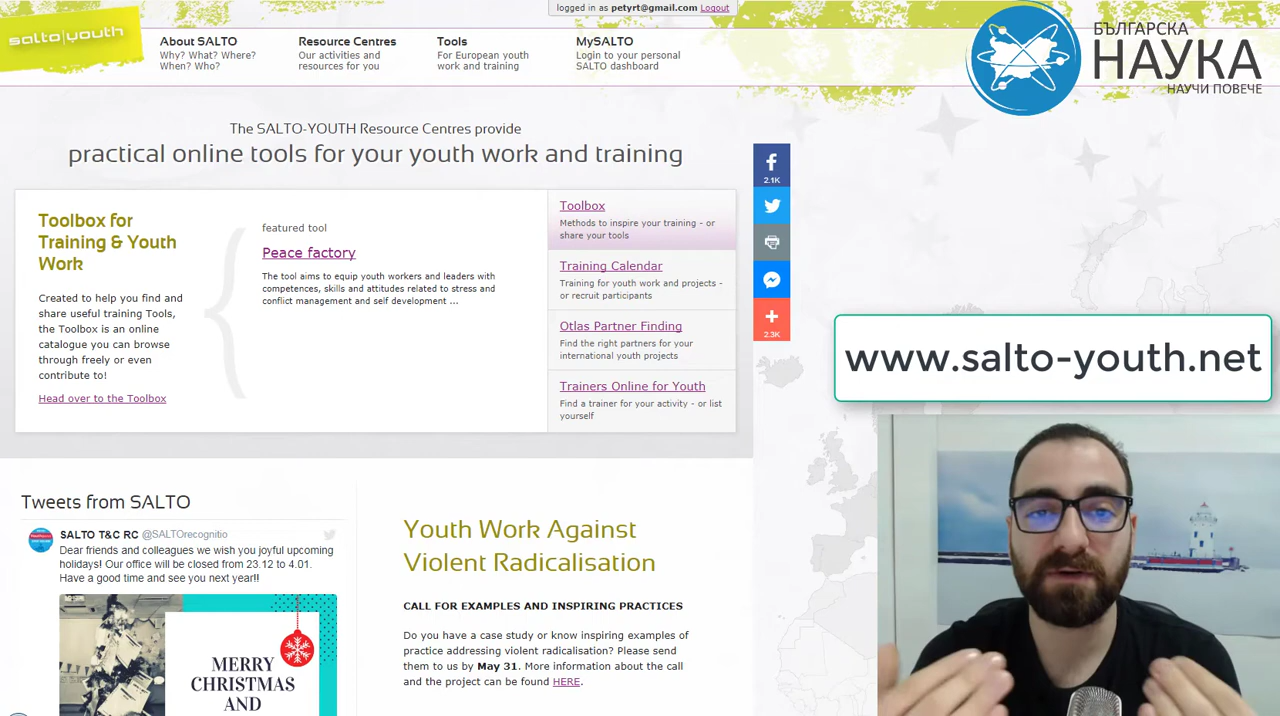 logged in as petyrt@gmail.com Logout
salto|youth
About SALTO
Why? What? Where?
When? Who?
Resource Centres
Our activities and
resources for you
Tools
For European youth
work and training
MySALTO
Login to your personal
SALTO dashboard
БЪЛГАРСКА
НАУКА
НАУЧИ ПОВЕЧЕ
The SALTO-YOUTH Resource Centres provide
practical online tools for your youth work and training
Toolbox for
Training & Youth
Work
Created to help you find and
share useful training Tools,
the Toolbox is an online
catalogue you can browse
through freely or even
contribute to!
Head over to the Toolbox
featured tool
Peace factory
The tool aims to equip youth workers and leaders with
competences, skills and attitudes related to stress and
conflict management and self development ...
Toolbox
Methods to inspire your training - or
share your tools
Training Calendar
Training for youth work and projects -
or recruit participants
Otlas Partner Finding
Find the right partners for your
international youth projects
Trainers Online for Youth
Find a trainer for your activity - or list
yourself
2.1K
2.3K
www.salto-youth.net
Tweets from SALTO
SALTO T&C RC @SALTOrecognitio
Dear friends and colleagues we wish you joyful upcoming
holidays! Our office will be closed from 23.12 to 4.01.
Have a good time and see you next year!!
MERRY
CHRISTMAS
AND
Youth Work Against
Violent Radicalisation
CALL FOR EXAMPLES AND INSPIRING PRACTICES
Do you have a case study or know inspiring examples of
practice addressing violent radicalisation? Please send
them to us by May 31. More information about the call
and the project can be found HERE.